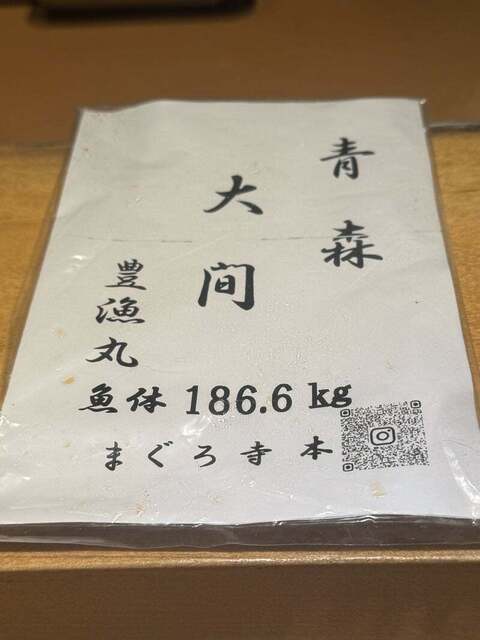 青森
大間
豊漁丸
魚体 186.6 kg
まぐろ寺本